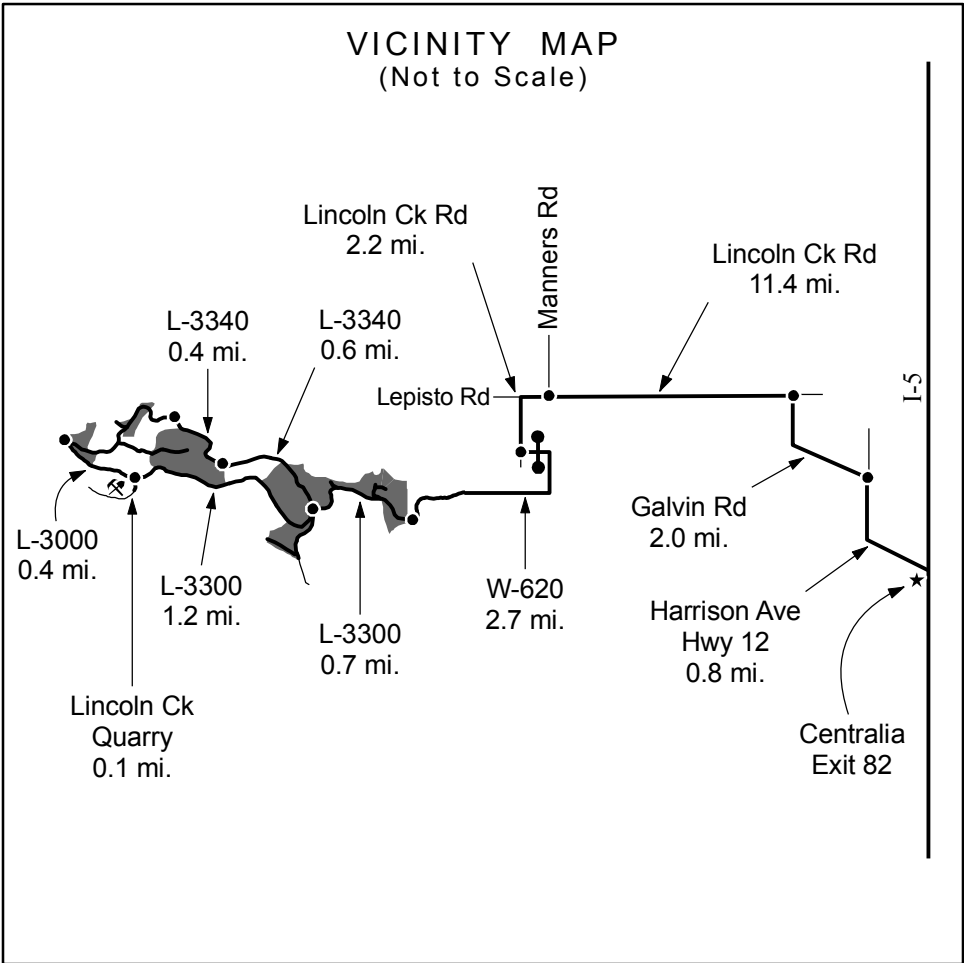 VICINITY MAP
(Not to Scale)
Lincoln Ck Rd
2.2 mi.
Manners Rd
Lincoln Ck Rd
11.4 mi.
L-3340
0.4 mi.
L-3340
0.6 mi.
Lepisto Rd
I-5
Galvin Rd
2.0 mi.
L-3000
0.4 mi.
L-3300
1.2 mi.
W-620
2.7 mi.
Harrison Ave
Hwy 12
0.8 mi.
L-3300
0.7 mi.
Lincoln Ck
Quarry
0.1 mi.
Centralia
Exit 82